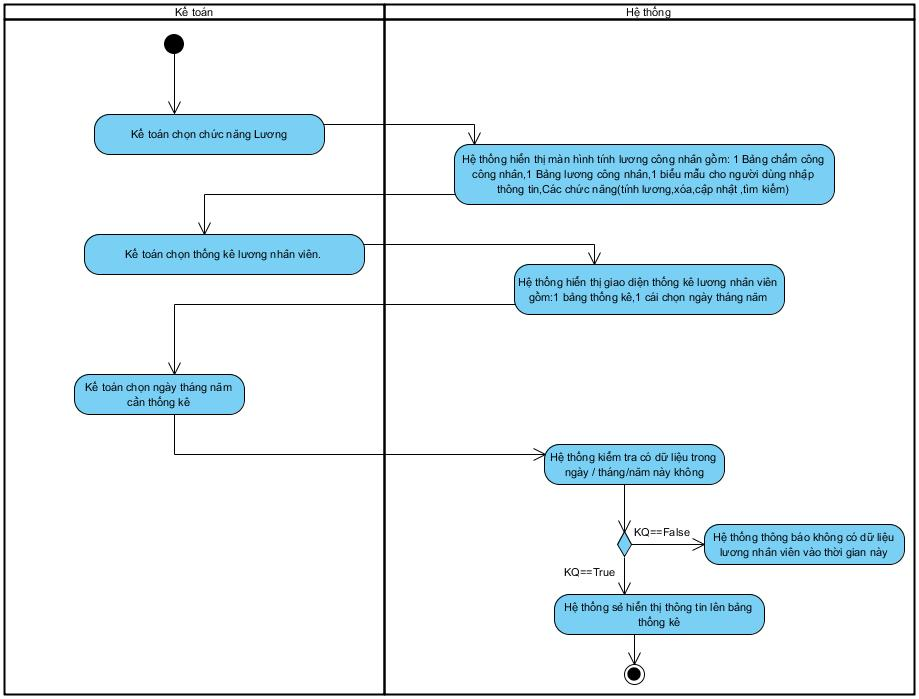 Kế toán
Hệ thống
Kế toán chọn chức năng Lương
Hệ thống hiển thị màn hình tính lương công nhân gồm: 1 Bảng chấm công
công nhân,1 Bảng lương công nhân,1 biểu mẫu cho người dùng nhập
thông tin,Các chức năng(tính lương,xóa,cập nhật ,tìm kiếm)
Kế toán chọn thống kê lương nhân viên.
Hệ thống hiển thị giao diện thống kê lương nhân viên
gồm:1 bảng thống kê,1 cái chọn ngày tháng năm
Kế toán chọn ngày tháng năm
cần thống kê
Hệ thống kiểm tra có dữ liệu trong
ngày / tháng/năm này không
KQ==False
Hệ thống thông báo không có dữ liệu
lương nhân viên vào thời gian này
KQ==True
Hệ thống sẻ hiển thị thông tin lên bảng
thống kê